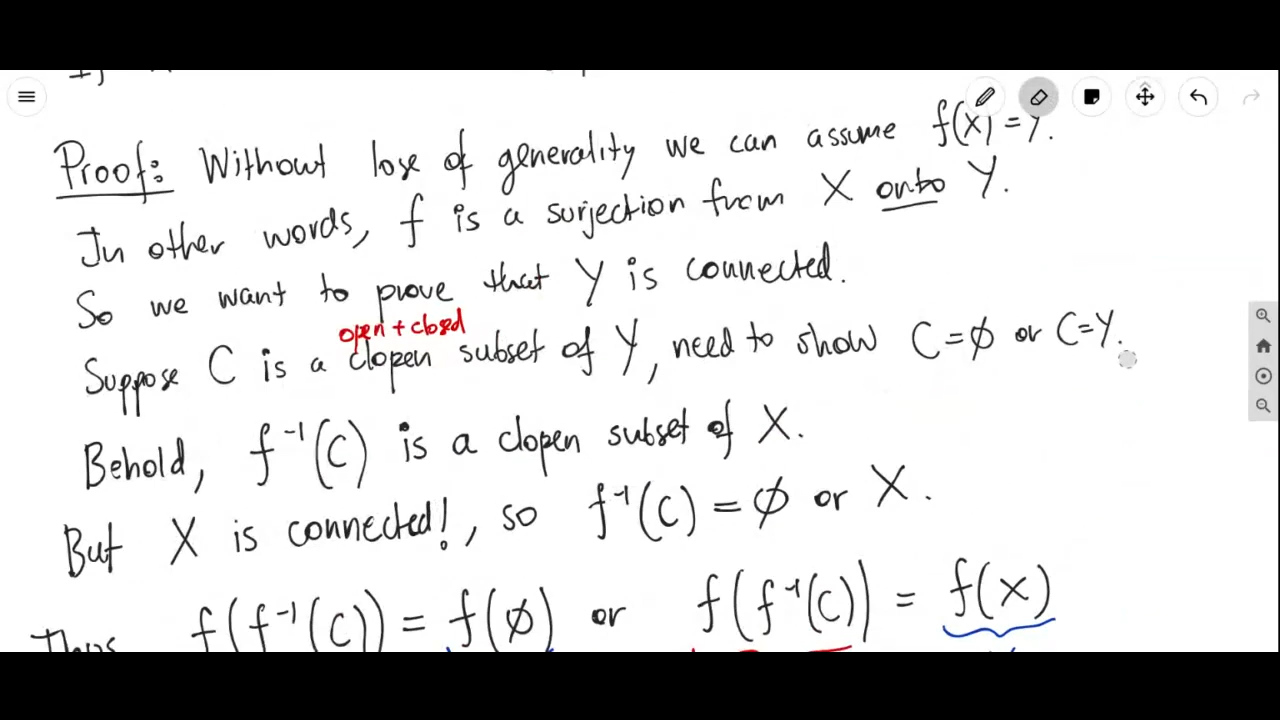 Proof: Without lose of generality we can assume f(X) = Y.
In other words, f is a surjection from X onto Y.
So we want to prove that Y is connected.
open + closed
Suppose C is a clopen subset of Y, need to show C = ∅ or C = Y.
Behold, f⁻¹(C) is a clopen subset of X.
But X is connected!, so f⁻¹(C) = ∅ or X.
Thus f(f⁻¹(C)) = f(∅) or f(f⁻¹(C)) = f(X)